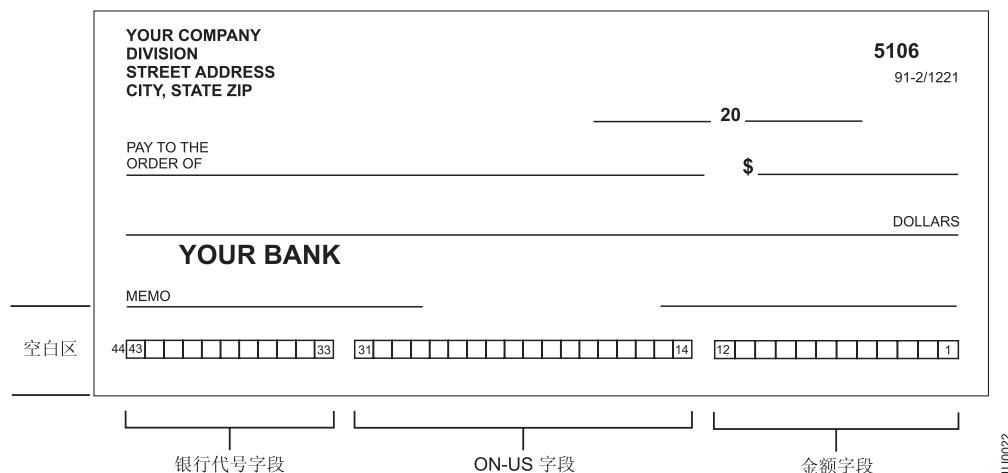 YOUR COMPANY
DIVISION
STREET ADDRESS
CITY, STATE ZIP
5106
91-2/1221
20
PAY TO THE
ORDER OF
$
DOLLARS
YOUR BANK
MEMO
空白区
44 43 33 31 14 12 1
银行代号字段 ON-US 字段 金额字段